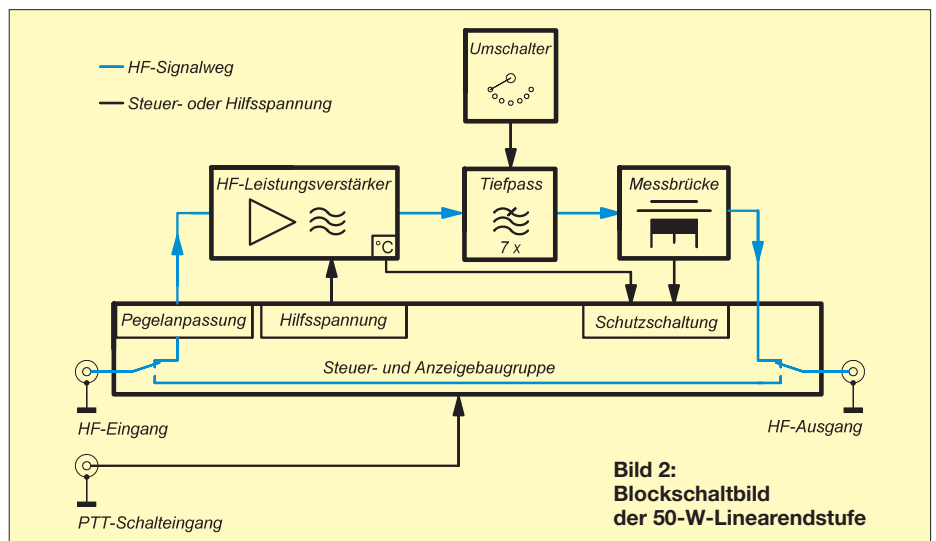 Umschalter
HF-Signalweg
Steuer- oder Hilfsspannung
HF-Leistungsverstärker
Tiefpass
Messbrücke
°C
7 x
Pegelanpassung
Hilfsspannung
Schutzschaltung
Steuer- und Anzeigebaugruppe
HF-Eingang
HF-Ausgang
PTT-Schalteingang
Bild 2:
Blockschaltbild
der 50-W-Linearendstufe